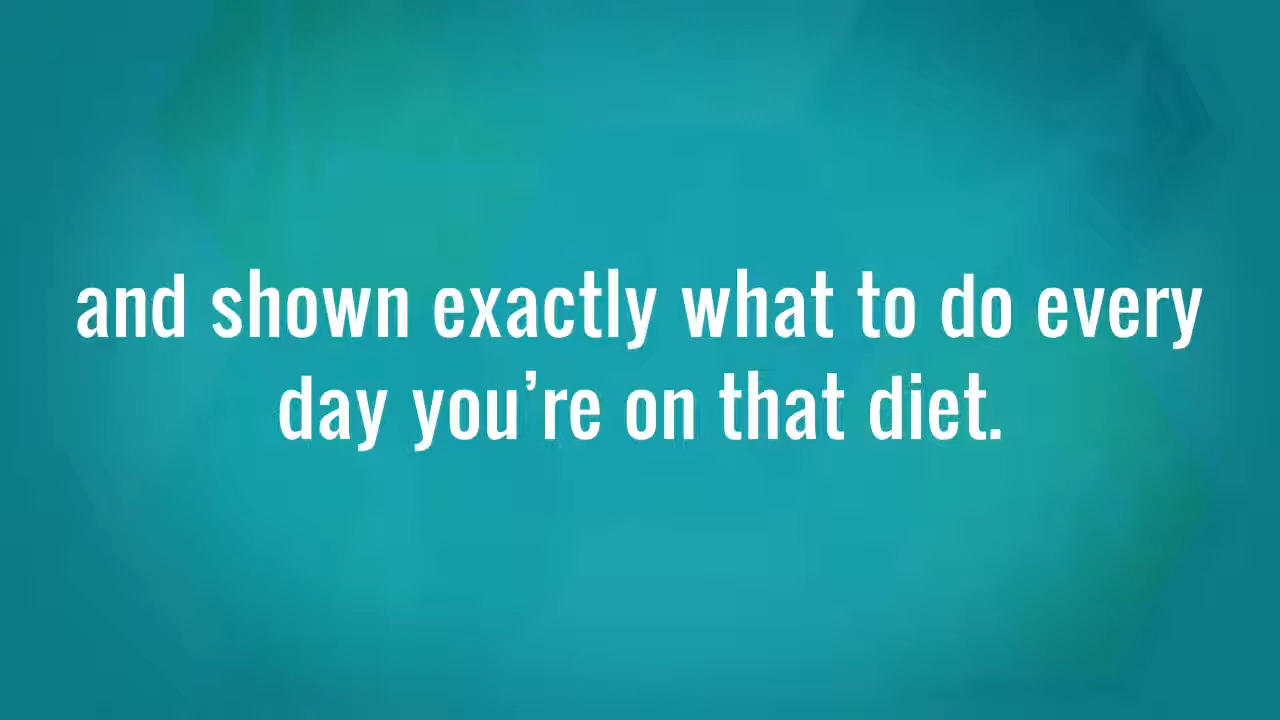 and shown exactly what to do every
day you’re on that diet.